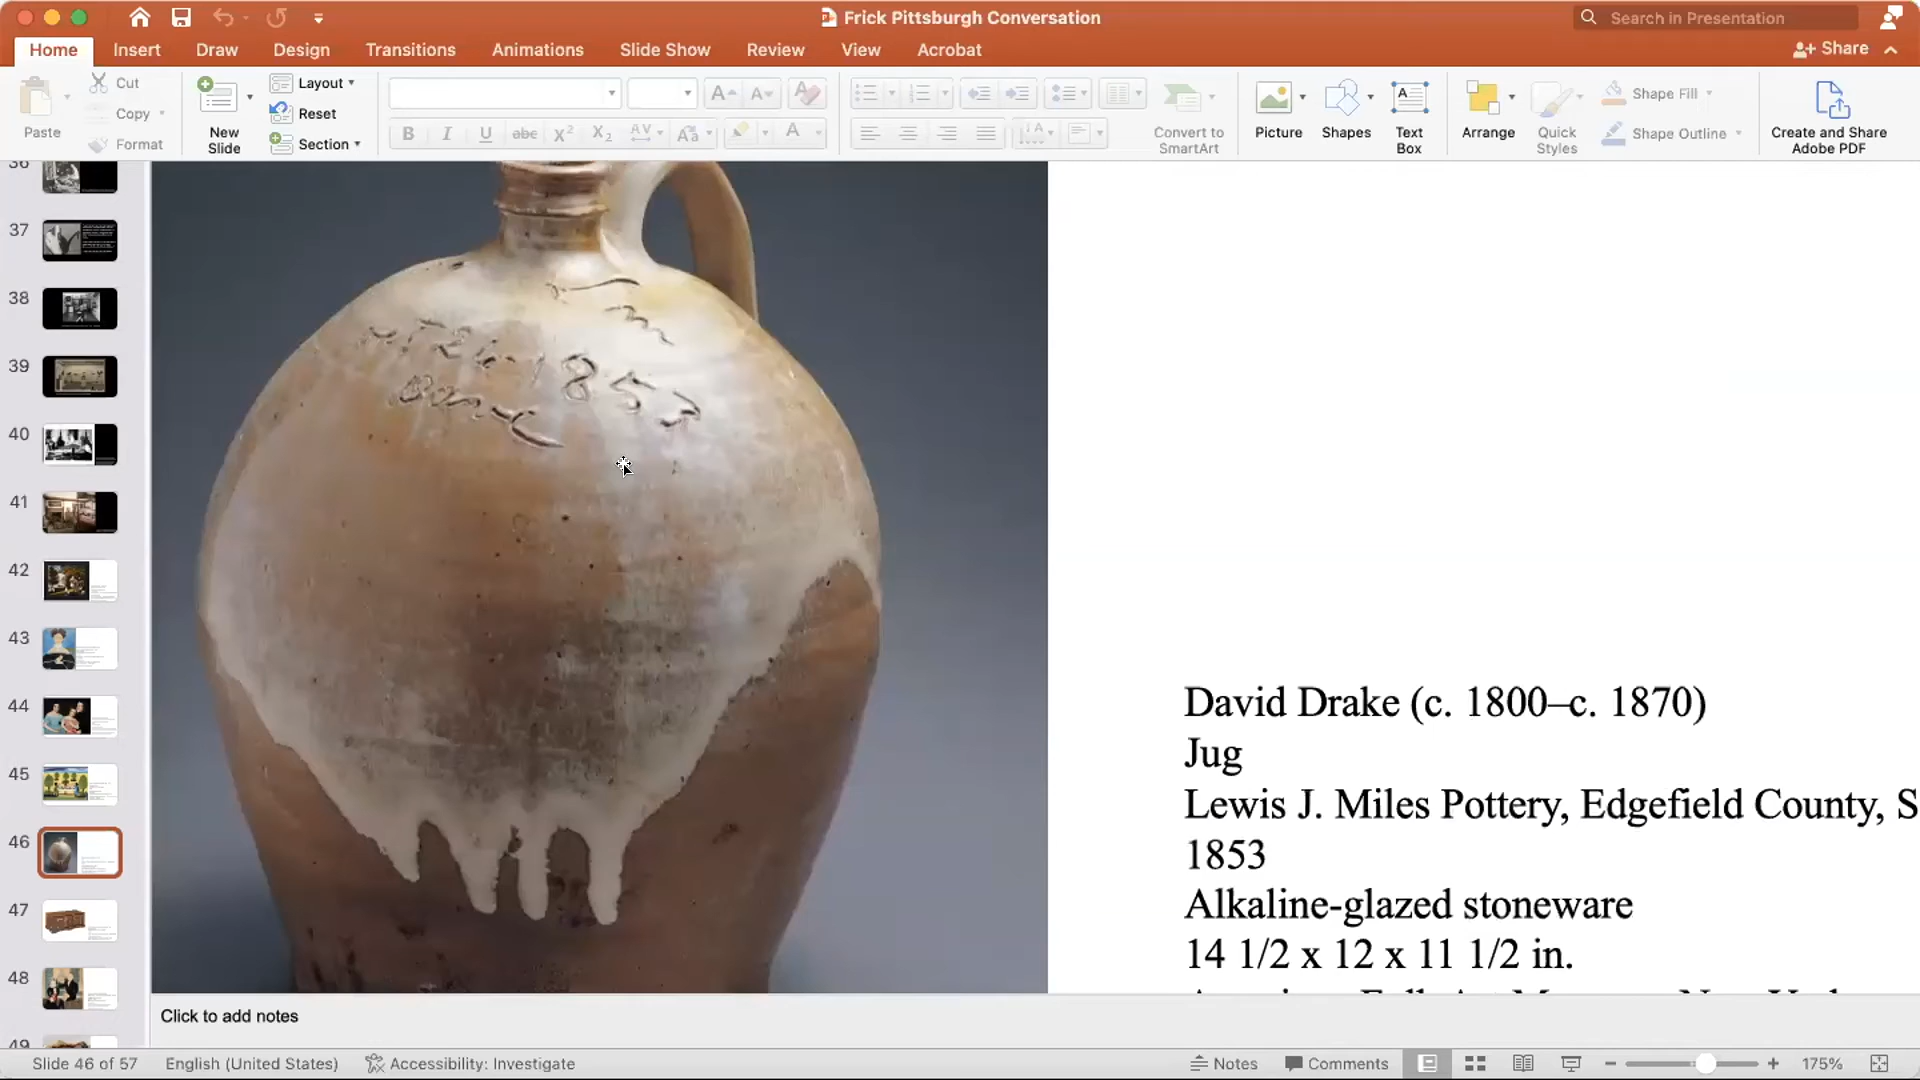 Frick Pittsburgh Conversation
Search in Presentation
Home Insert Draw Design Transitions Animations Slide Show Review View Acrobat
Share
Paste
Cut
Copy
Format
New Slide
Layout
Reset
Section
Convert to SmartArt
Picture
Shapes
Text Box
Arrange
Quick Styles
Shape Fill
Shape Outline
Create and Share Adobe PDF
36
37
38
39
40
41
42
43
44
45
46
47
48
49
1853
David Drake (c. 1800–c. 1870)
Jug
Lewis J. Miles Pottery, Edgefield County, S
1853
Alkaline-glazed stoneware
14 1/2 x 12 x 11 1/2 in.
Click to add notes
Slide 46 of 57 English (United States) Accessibility: Investigate Notes Comments 175%